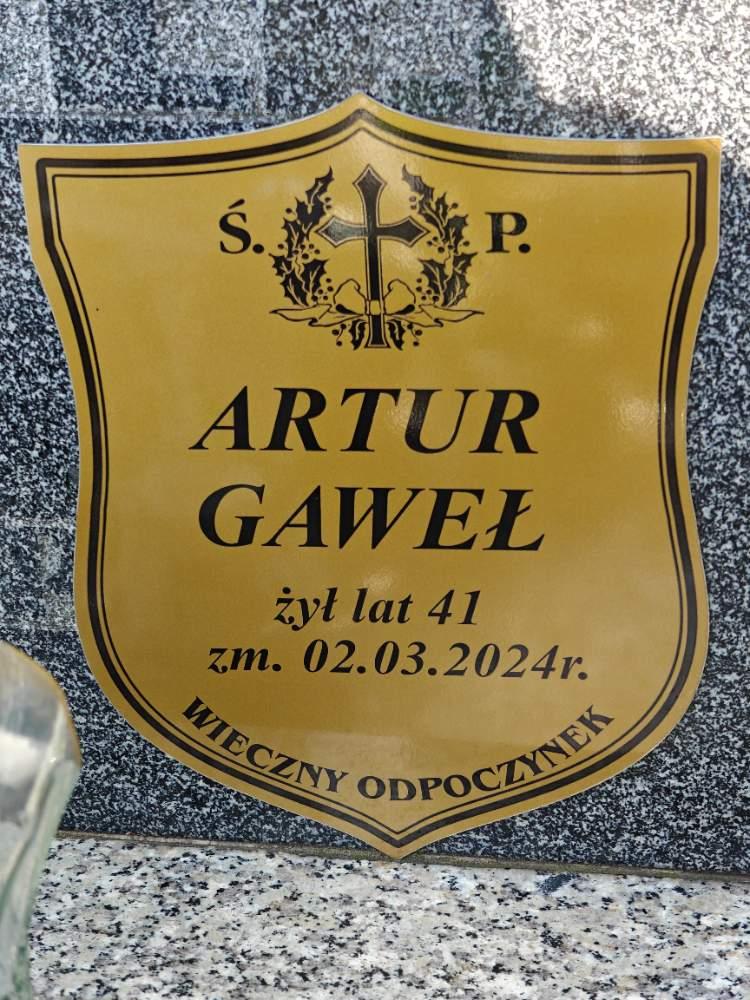 Ś. P.
ARTUR
GAWEŁ
żył lat 41
zm. 02.03.2024r.
WIECZNY ODPOCZYNEK